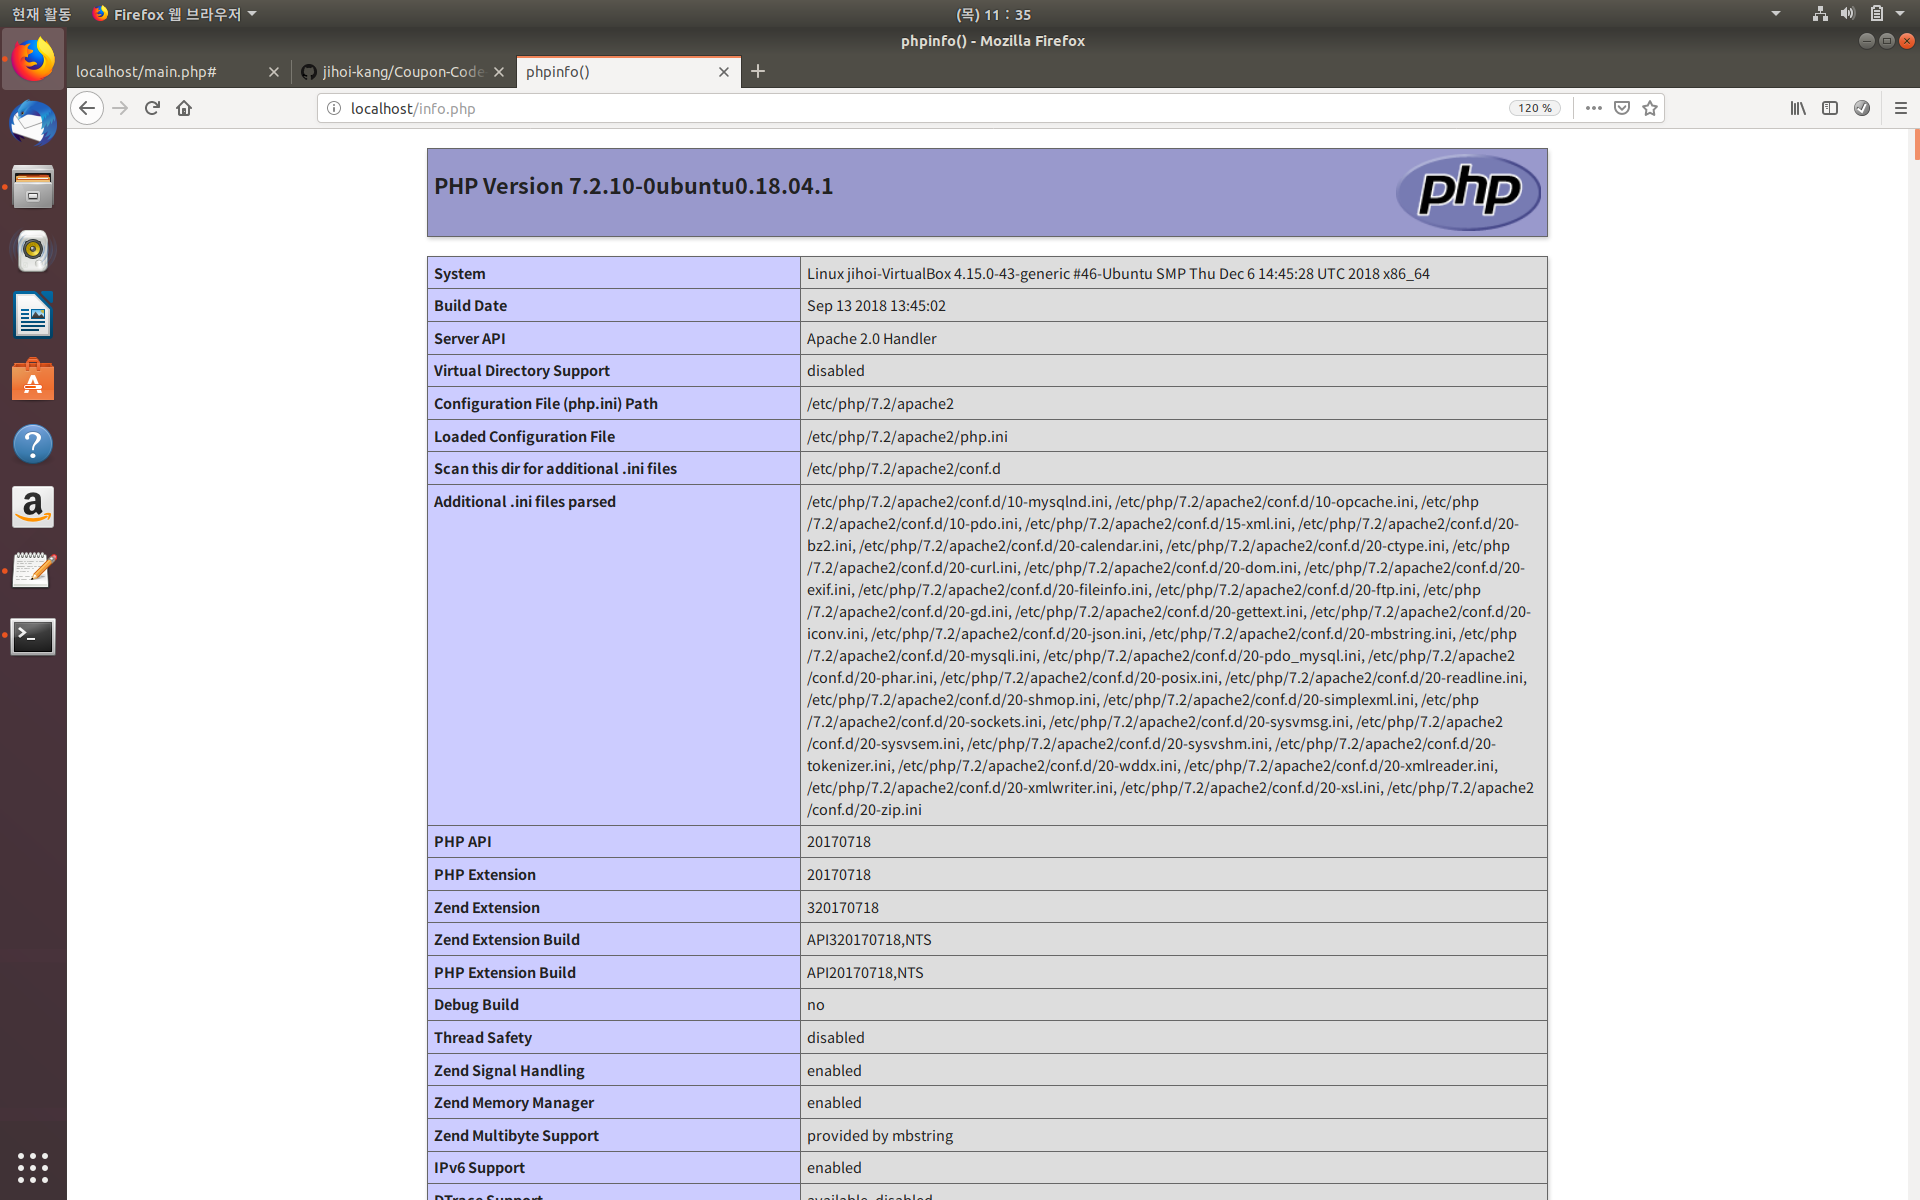 현재 활동
Firefox 웹 브라우저
(목) 11 : 35
phpinfo() - Mozilla Firefox
localhost/main.php#
jihoi-kang/Coupon-Code
phpinfo()
localhost/info.php
120 %
PHP Version 7.2.10-0ubuntu0.18.04.1
php
System Linux jihoi-VirtualBox 4.15.0-43-generic #46-Ubuntu SMP Thu Dec 6 14:45:28 UTC 2018 x86_64
Build Date Sep 13 2018 13:45:02
Server API Apache 2.0 Handler
Virtual Directory Support disabled
Configuration File (php.ini) Path /etc/php/7.2/apache2
Loaded Configuration File /etc/php/7.2/apache2/php.ini
Scan this dir for additional .ini files /etc/php/7.2/apache2/conf.d
Additional .ini files parsed /etc/php/7.2/apache2/conf.d/10-mysqlnd.ini, /etc/php/7.2/apache2/conf.d/10-opcache.ini, /etc/php
/7.2/apache2/conf.d/10-pdo.ini, /etc/php/7.2/apache2/conf.d/15-xml.ini, /etc/php/7.2/apache2/conf.d/20-
bz2.ini, /etc/php/7.2/apache2/conf.d/20-calendar.ini, /etc/php/7.2/apache2/conf.d/20-ctype.ini, /etc/php
/7.2/apache2/conf.d/20-curl.ini, /etc/php/7.2/apache2/conf.d/20-dom.ini, /etc/php/7.2/apache2/conf.d/20-
exif.ini, /etc/php/7.2/apache2/conf.d/20-fileinfo.ini, /etc/php/7.2/apache2/conf.d/20-ftp.ini, /etc/php
/7.2/apache2/conf.d/20-gd.ini, /etc/php/7.2/apache2/conf.d/20-gettext.ini, /etc/php/7.2/apache2/conf.d/20-
iconv.ini, /etc/php/7.2/apache2/conf.d/20-json.ini, /etc/php/7.2/apache2/conf.d/20-mbstring.ini, /etc/php
/7.2/apache2/conf.d/20-mysqli.ini, /etc/php/7.2/apache2/conf.d/20-pdo_mysql.ini, /etc/php/7.2/apache2
/conf.d/20-phar.ini, /etc/php/7.2/apache2/conf.d/20-posix.ini, /etc/php/7.2/apache2/conf.d/20-readline.ini,
/etc/php/7.2/apache2/conf.d/20-shmop.ini, /etc/php/7.2/apache2/conf.d/20-simplexml.ini, /etc/php
/7.2/apache2/conf.d/20-sockets.ini, /etc/php/7.2/apache2/conf.d/20-sysvmsg.ini, /etc/php/7.2/apache2
/conf.d/20-sysvsem.ini, /etc/php/7.2/apache2/conf.d/20-sysvshm.ini, /etc/php/7.2/apache2/conf.d/20-
tokenizer.ini, /etc/php/7.2/apache2/conf.d/20-wddx.ini, /etc/php/7.2/apache2/conf.d/20-xmlreader.ini,
/etc/php/7.2/apache2/conf.d/20-xmlwriter.ini, /etc/php/7.2/apache2/conf.d/20-xsl.ini, /etc/php/7.2/apache2
/conf.d/20-zip.ini
PHP API 20170718
PHP Extension 20170718
Zend Extension 320170718
Zend Extension Build API320170718,NTS
PHP Extension Build API20170718,NTS
Debug Build no
Thread Safety disabled
Zend Signal Handling enabled
Zend Memory Manager enabled
Zend Multibyte Support provided by mbstring
IPv6 Support enabled
DTrace Support available, disabled